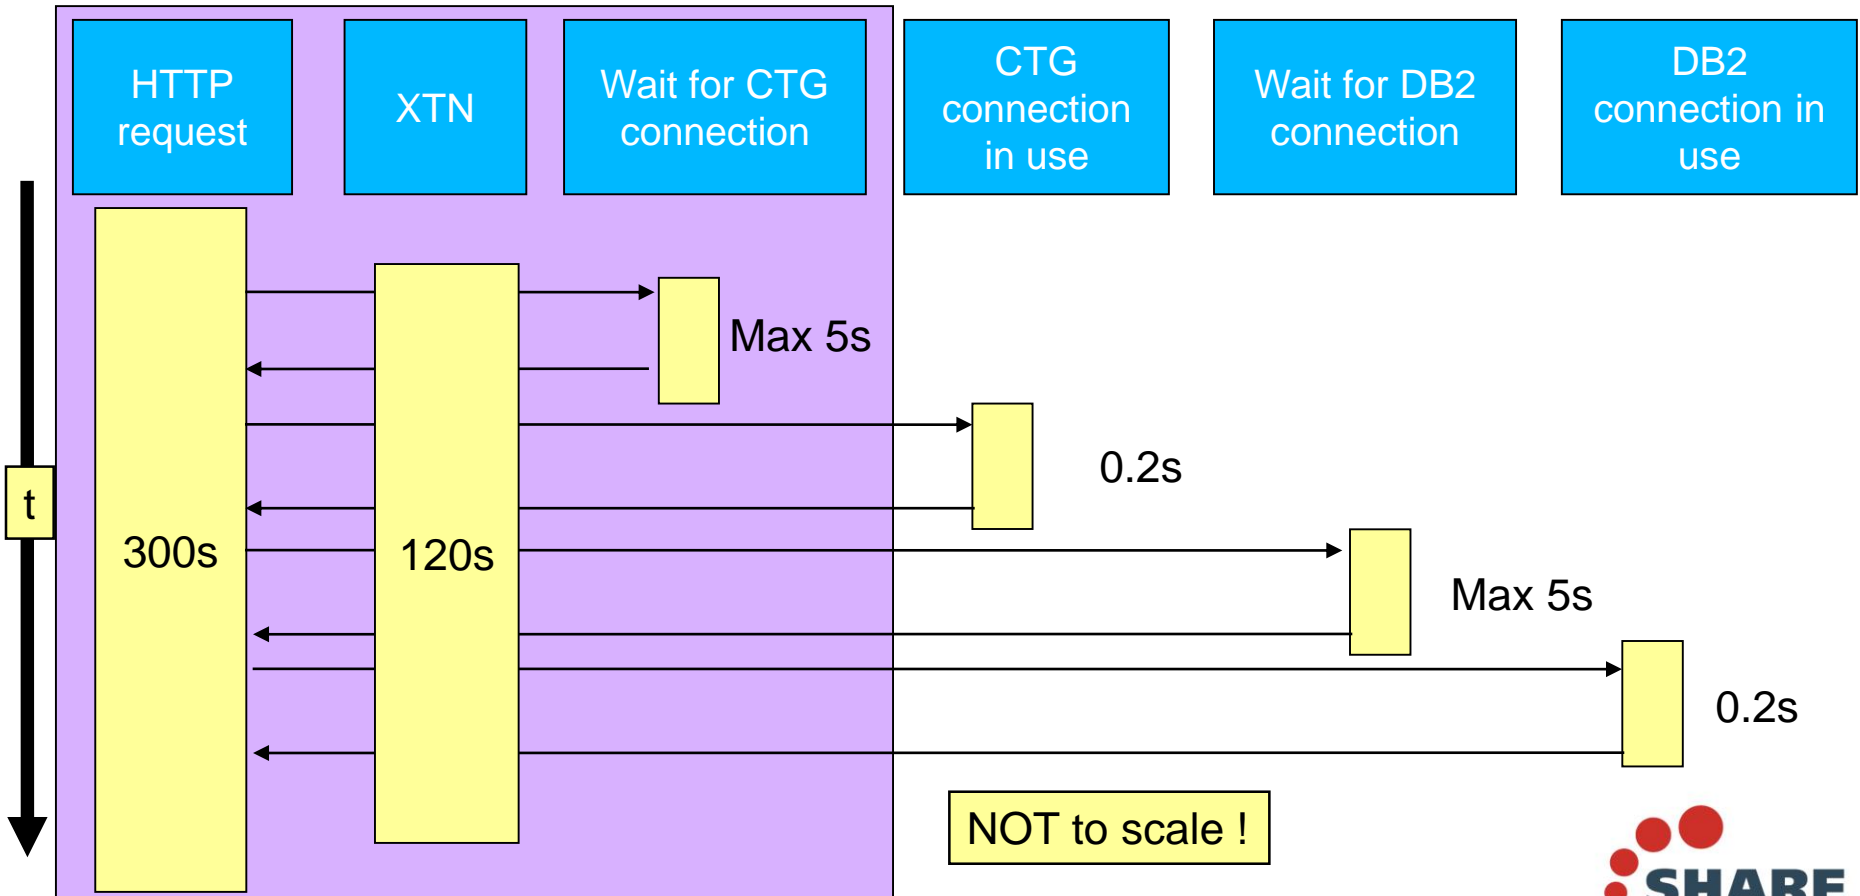 HTTP
request
XTN
Wait for CTG
connection
CTG
connection
in use
Wait for DB2
connection
DB2
connection in
use
Max 5s
0.2s
t
300s
120s
Max 5s
0.2s
NOT to scale !
SHARE